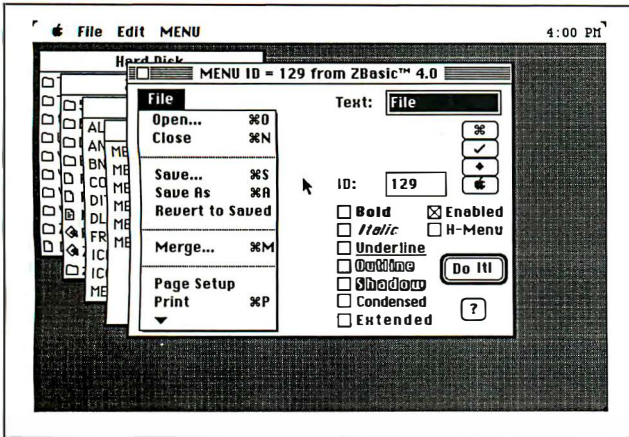 File Edit MENU 4:00 PM
Hard Disk
MENU ID = 129 from ZBasic™ 4.0
File
Open... ⌘O
Close ⌘N
Save... ⌘S
Save As ⌘A
Revert to Saved
Merge... ⌘M
Page Setup
Print ⌘P
Text: File
⌘
✓
◆
ID: 129
Bold
Italic
Underline
Outline
Shadow
Condensed
Extended
Enabled
H-Menu
Do It!
?
AL
AN
BN
CO
DI
DL
FR
IC
IC
ME
ME
ME
ME
ME
ME
ME